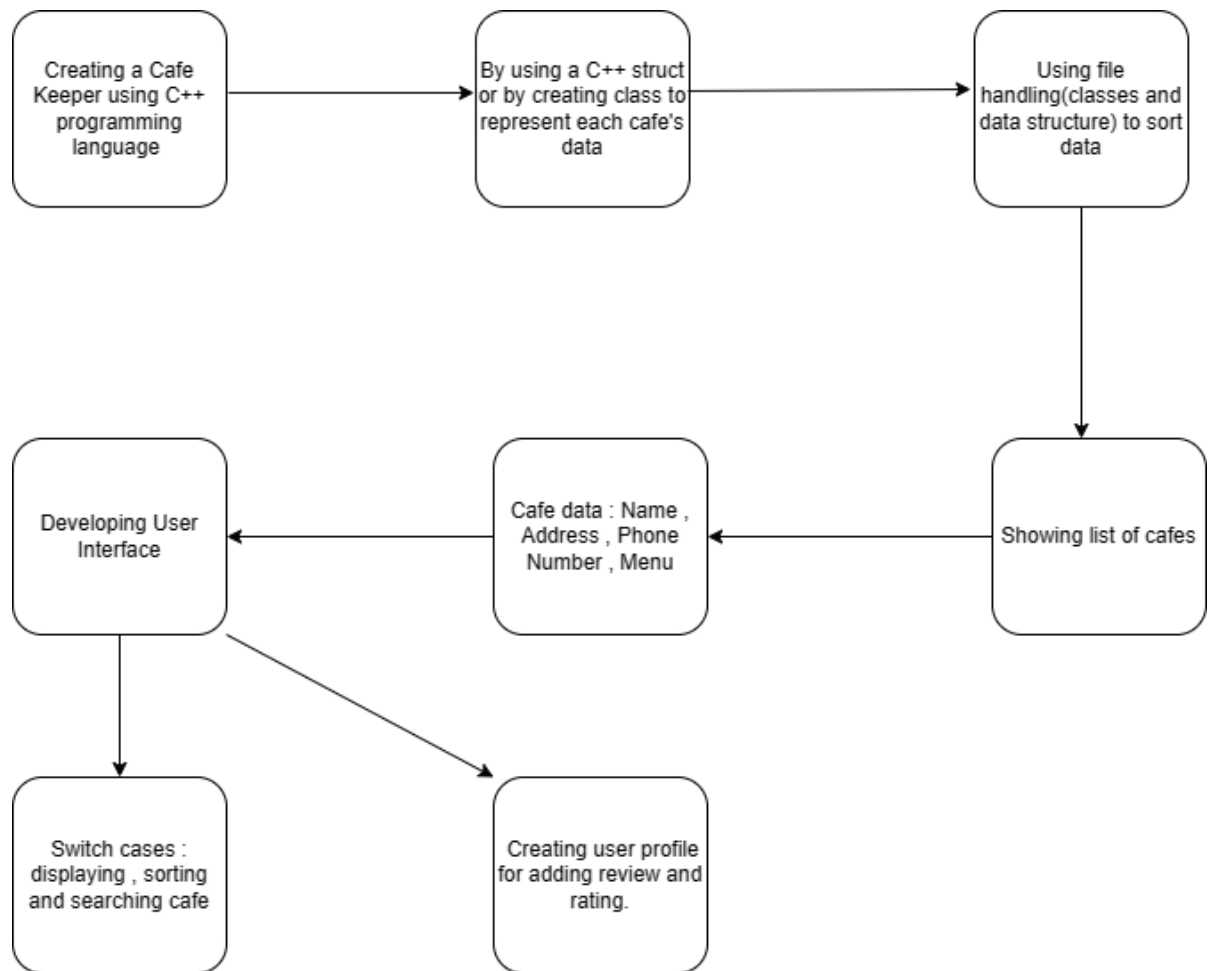 Creating a Cafe
Keeper using C++
programming
language
By using a C++ struct
or by creating class to
represent each cafe's
data
Using file
handling(classes and
data structure) to sort
data
Showing list of cafes
Cafe data : Name ,
Address , Phone
Number , Menu
Developing User
Interface
Switch cases :
displaying , sorting
and searching cafe
Creating user profile
for adding review and
rating.